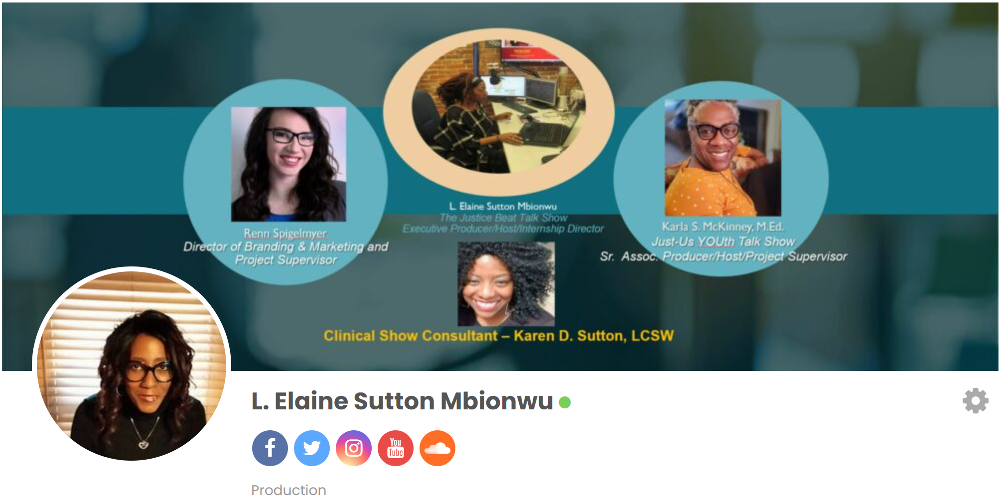 L. Elaine Sutton Mbionwu
The Justice Beat Talk Show
Executive Producer/Host/Internship Director
Renn Spigelmyer
Director of Branding & Marketing and
Project Supervisor
Karla S. McKinney, M.Ed.
Just-Us YOUth Talk Show
Sr. Assoc. Producer/Host/Project Supervisor
Clinical Show Consultant – Karen D. Sutton, LCSW
L. Elaine Sutton Mbionwu
You
Tube
Production